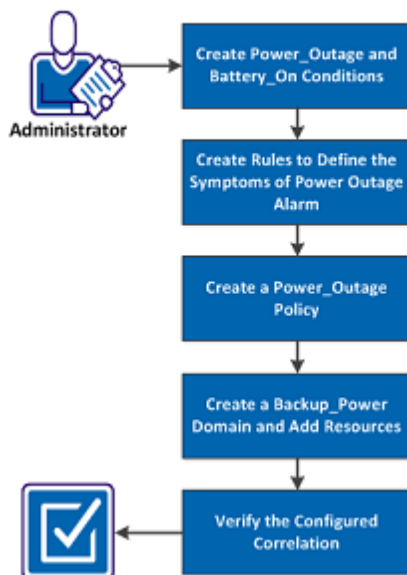 Administrator
Create Power_Outage and
Battery_On Conditions
Create Rules to Define the
Symptoms of Power Outage
Alarm
Create a Power_Outage
Policy
Create a Backup_Power
Domain and Add Resources
Verify the Configured
Correlation